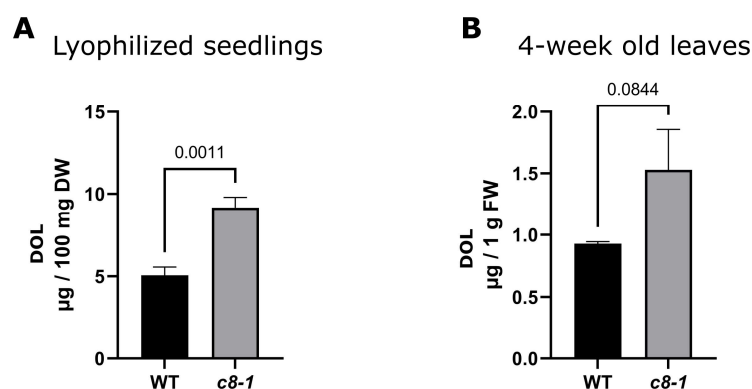 A
Lyophilized seedlings
DOL
µg / 100 mg DW
15
10
5
0
0.0011
WT
c8-1
B
4-week old leaves
DOL
µg / 1 g FW
2.0
1.5
1.0
0.5
0.0
0.0844
WT
c8-1